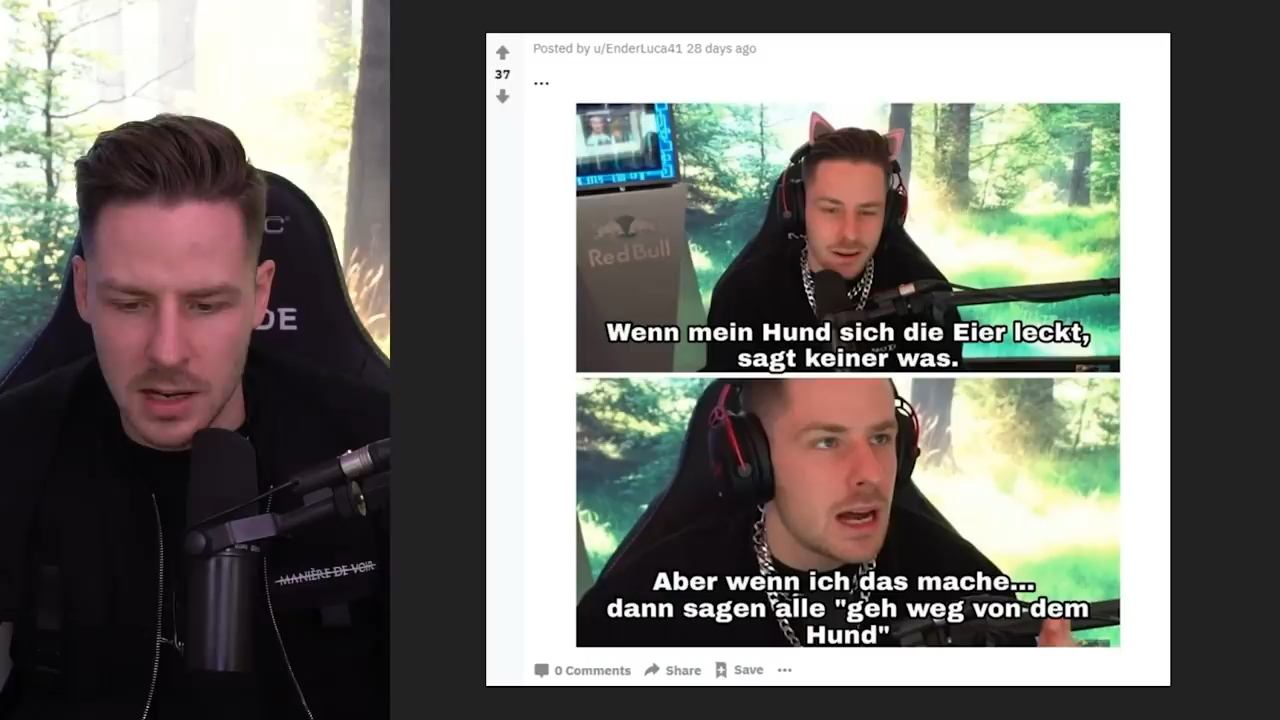 Posted by u/EnderLuca41 28 days ago
37
...
Red Bull
Wenn mein Hund sich die Eier leckt,
sagt keiner was.
Aber wenn ich das mache...
dann sagen alle "geh weg von dem
Hund"
0 Comments
Share
Save
...
C
DE
MANIÈRE DE VOIR